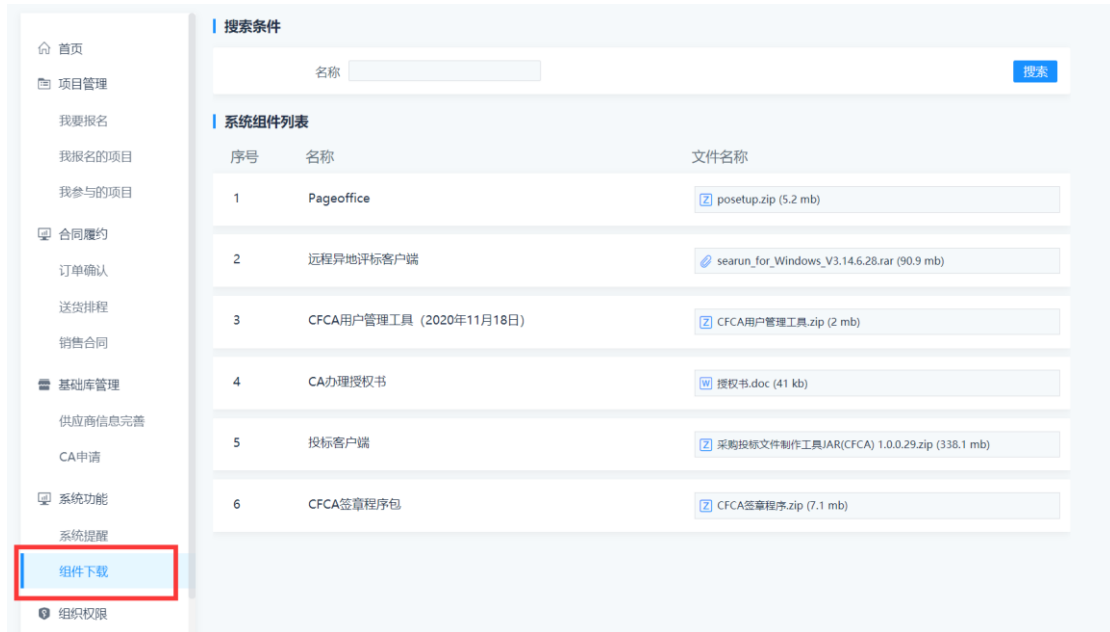 首页
项目管理
我要报名
我报名的项目
我参与的项目
合同履约
订单确认
送货排程
销售合同
基础库管理
供应商信息完善
CA申请
系统功能
系统提醒
组件下载
组织权限
搜索条件
名称 搜索
系统组件列表
序号 名称 文件名称
1 Pageoffice posetup.zip (5.2 mb)
2 远程异地评标客户端 searun_for_Windows_V3.14.6.28.rar (90.9 mb)
3 CFCA用户管理工具（2020年11月18日） CFCA用户管理工具.zip (2 mb)
4 CA办理授权书 授权书.doc (41 kb)
5 投标客户端 采购投标文件制作工具JAR(CFCA) 1.0.0.29.zip (338.1 mb)
6 CFCA签章程序包 CFCA签章程序.zip (7.1 mb)